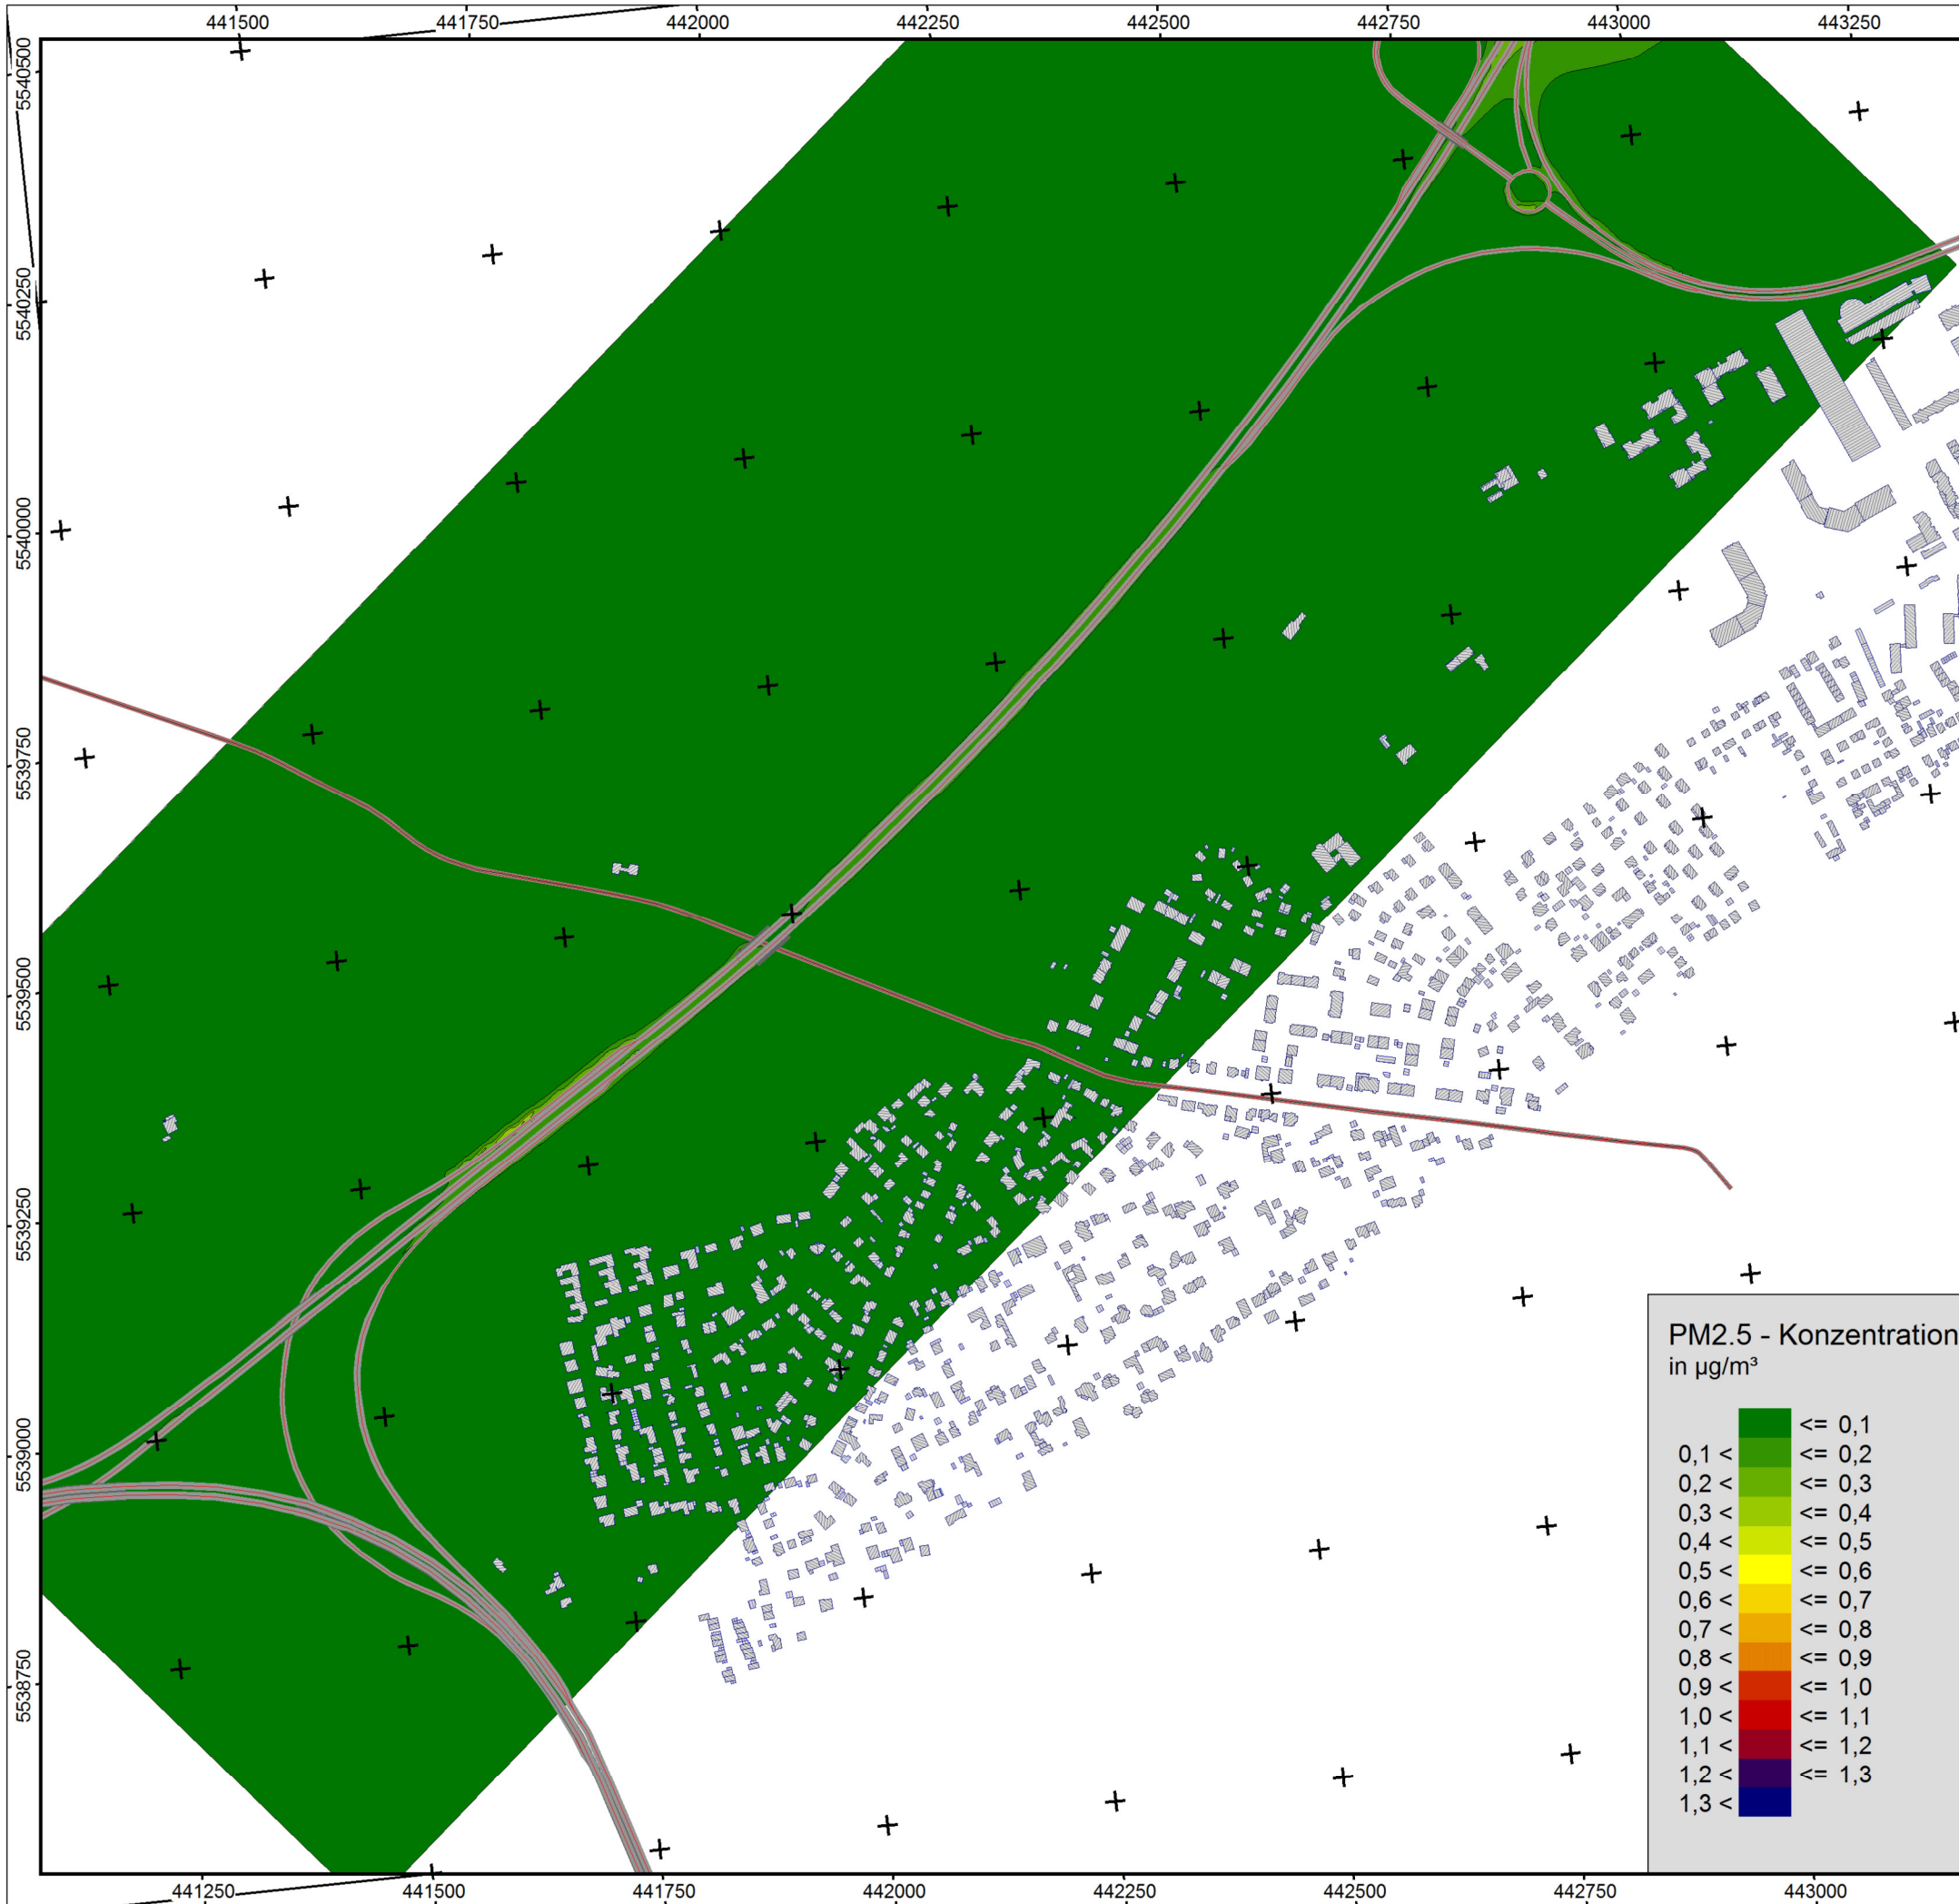 441500 441750 442000 442250 442500 442750 443000 443250
5540500
5540250
5540000
5539750
5539500
5539250
5539000
5538750
PM2.5 - Konzentration
in µg/m³
<= 0,1
0,1 < <= 0,2
0,2 < <= 0,3
0,3 < <= 0,4
0,4 < <= 0,5
0,5 < <= 0,6
0,6 < <= 0,7
0,7 < <= 0,8
0,8 < <= 0,9
0,9 < <= 1,0
1,0 < <= 1,1
1,1 < <= 1,2
1,2 < <= 1,3
1,3 <
441250 441500 441750 442000 442250 442500 442750 443000